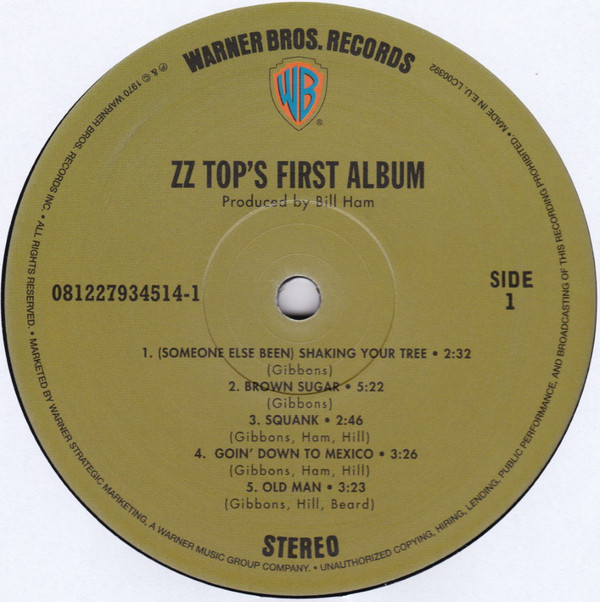 WARNER BROS. RECORDS
WB
®
ZZ TOP'S FIRST ALBUM
Produced by Bill Ham
081227934514-1
SIDE
1
1. (SOMEONE ELSE BEEN) SHAKING YOUR TREE • 2:32
(Gibbons)
2. BROWN SUGAR • 5:22
(Gibbons)
3. SQUANK • 2:46
(Gibbons, Ham, Hill)
4. GOIN' DOWN TO MEXICO • 3:26
(Gibbons, Ham, Hill)
5. OLD MAN • 3:23
(Gibbons, Hill, Beard)
STEREO
℗ & © 1970 WARNER BROS. RECORDS INC. • ALL RIGHTS RESERVED. • MARKETED BY WARNER STRATEGIC MARKETING, A WARNER MUSIC GROUP COMPANY. • UNAUTHORIZED COPYING, HIRING, LENDING, PUBLIC PERFORMANCE, AND BROADCASTING OF THIS RECORDING PROHIBITED. MADE IN E.U. LC00392